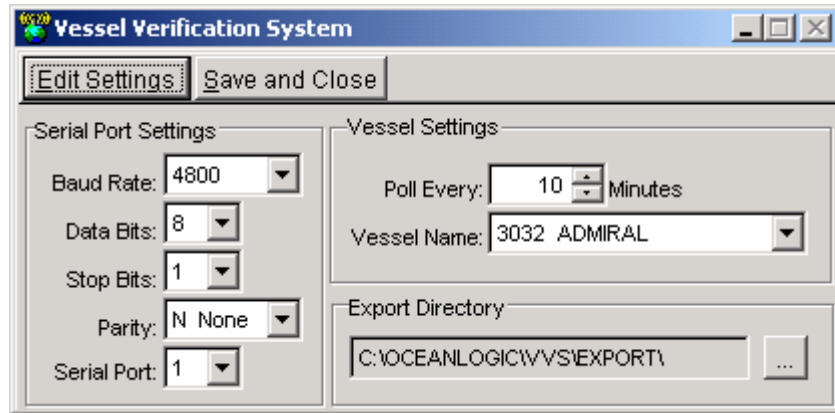 Vessel Verification System
Edit Settings Save and Close
Serial Port Settings
Baud Rate: 4800
Data Bits: 8
Stop Bits: 1
Parity: N None
Serial Port: 1
Vessel Settings
Poll Every: 10 Minutes
Vessel Name: 3032 ADMIRAL
Export Directory
C:\OCEANLOGIC\VVS\EXPORT\
...